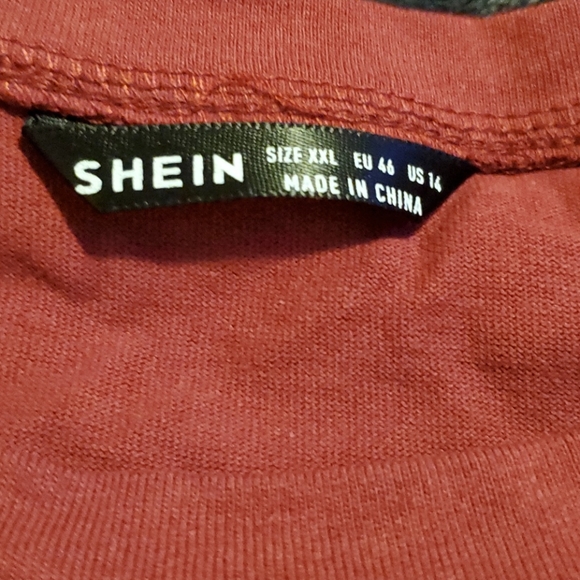 SHEIN
SIZE XXL EU 46 US 14
MADE IN CHINA